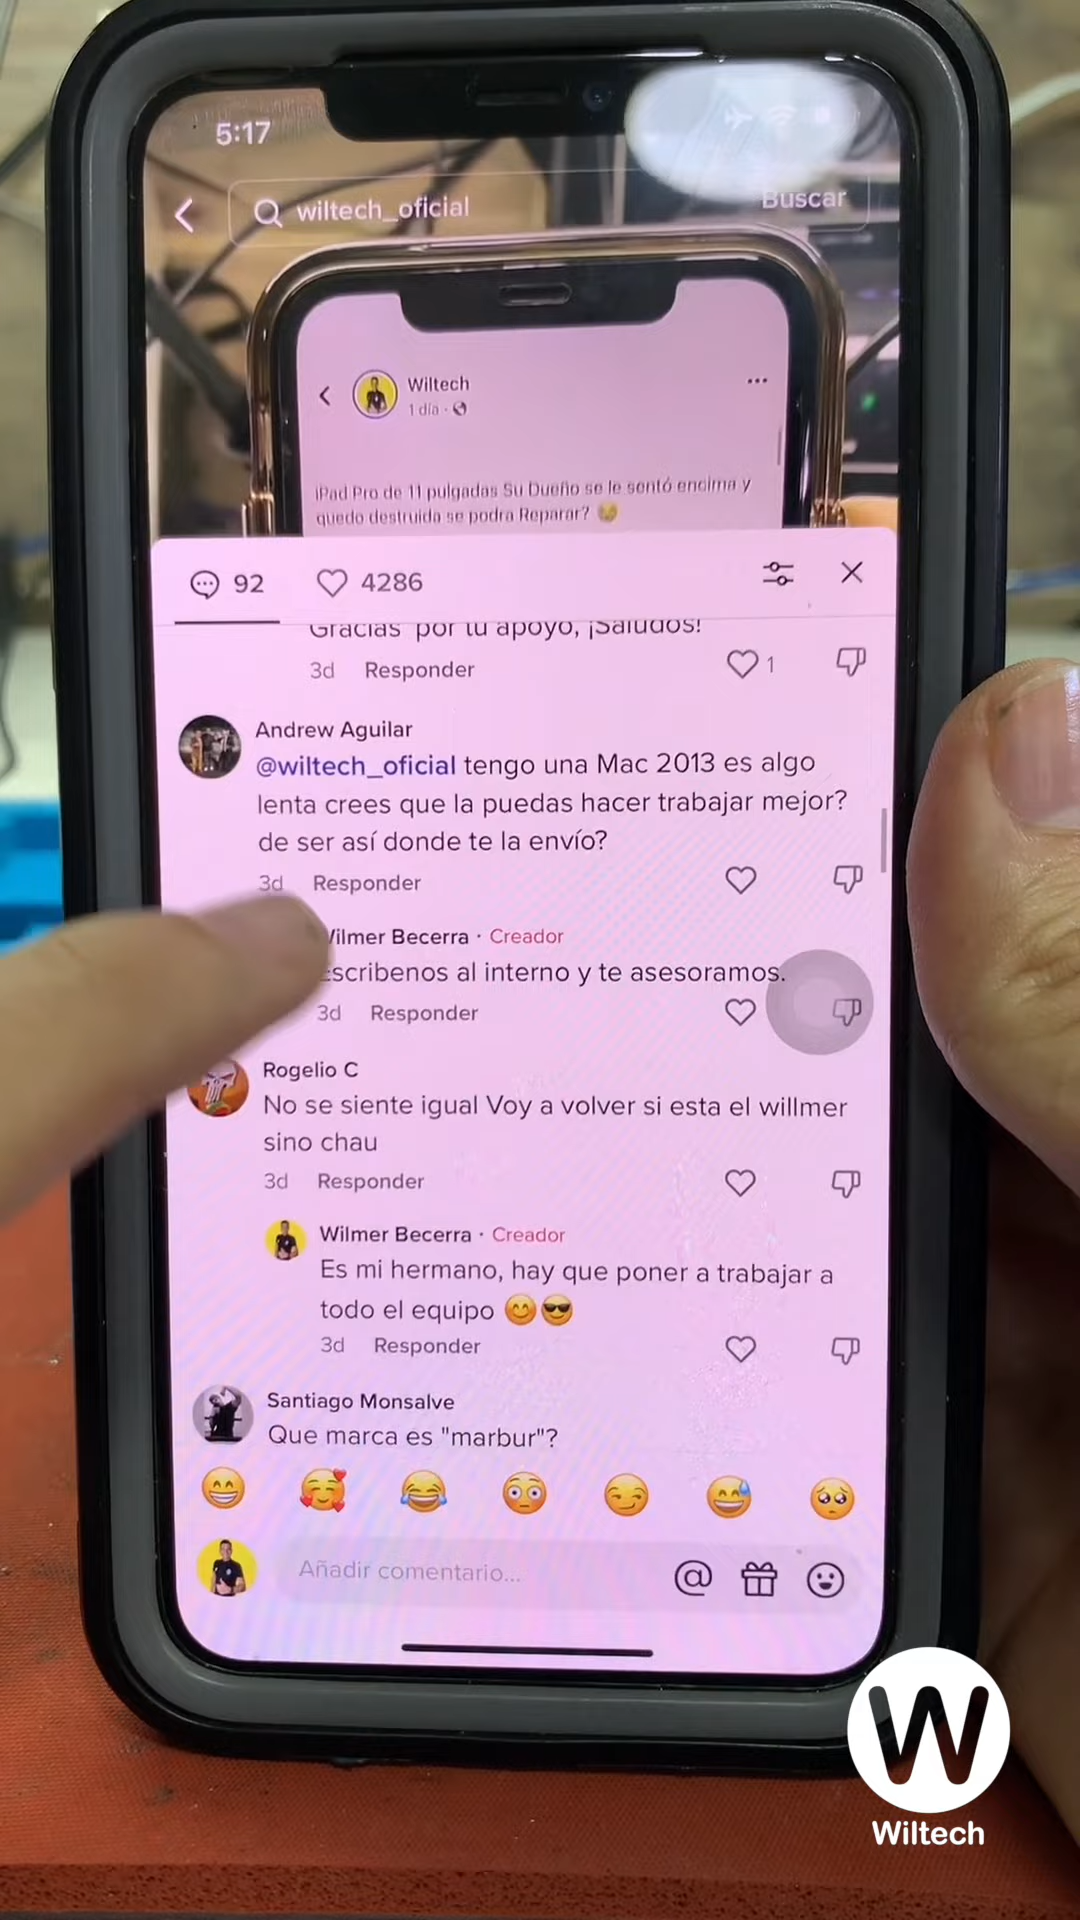 5:17
wiltech_oficial
Buscar
Wiltech
1 día
iPad Pro de 11 pulgadas Su Dueño se le sentó encima y
quedo destruida se podra Reparar? 😢
92
4286
Gracias por tu apoyo, ¡Saludos!
3d Responder
1
Andrew Aguilar
@wiltech_oficial tengo una Mac 2013 es algo
lenta crees que la puedas hacer trabajar mejor?
de ser así donde te la envío?
3d Responder
Wilmer Becerra · Creador
Escribenos al interno y te asesoramos.
3d Responder
Rogelio C
No se siente igual Voy a volver si esta el willmer
sino chau
3d Responder
Wilmer Becerra · Creador
Es mi hermano, hay que poner a trabajar a
todo el equipo 😊😎
3d Responder
Santiago Monsalve
Que marca es "marbur"?
😁 🥰 😂 😳 😏 😅 🥺
Añadir comentario...
W
Wiltech